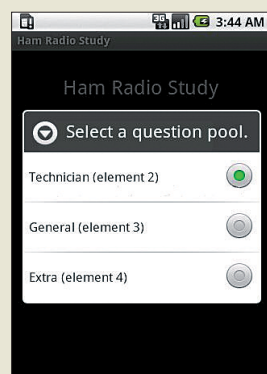 3G 3:44 AM
Ham Radio Study
Ham Radio Study
Select a question pool.
Technician (element 2)
General (element 3)
Extra (element 4)